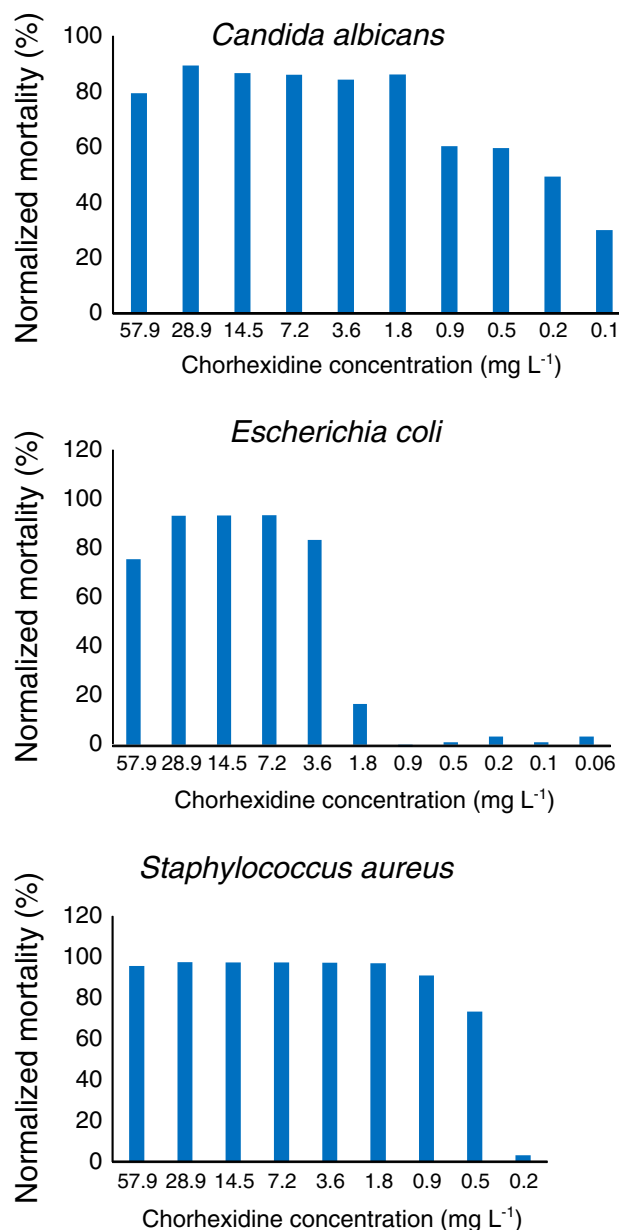 Candida albicans
Normalized mortality (%)
100
80
60
40
20
0
57.9 28.9 14.5 7.2 3.6 1.8 0.9 0.5 0.2 0.1
Chorhexidine concentration (mg L⁻¹)
Escherichia coli
Normalized mortality (%)
120
100
80
60
40
20
0
57.9 28.9 14.5 7.2 3.6 1.8 0.9 0.5 0.2 0.1 0.06
Chorhexidine concentration (mg L⁻¹)
Staphylococcus aureus
Normalized mortality (%)
120
100
80
60
40
20
0
57.9 28.9 14.5 7.2 3.6 1.8 0.9 0.5 0.2
Chorhexidine concentration (mg L⁻¹)